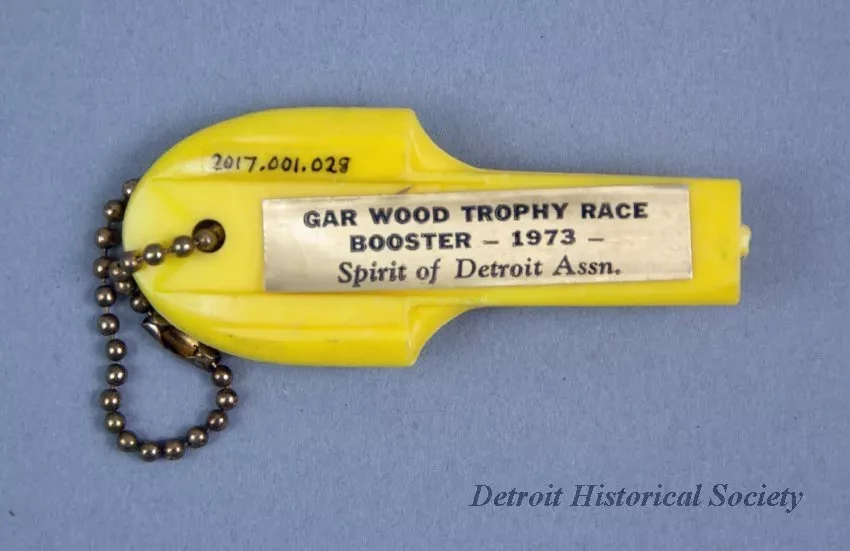 2017.001.028
GAR WOOD TROPHY RACE
BOOSTER – 1973 –
Spirit of Detroit Assn.
Detroit Historical Society